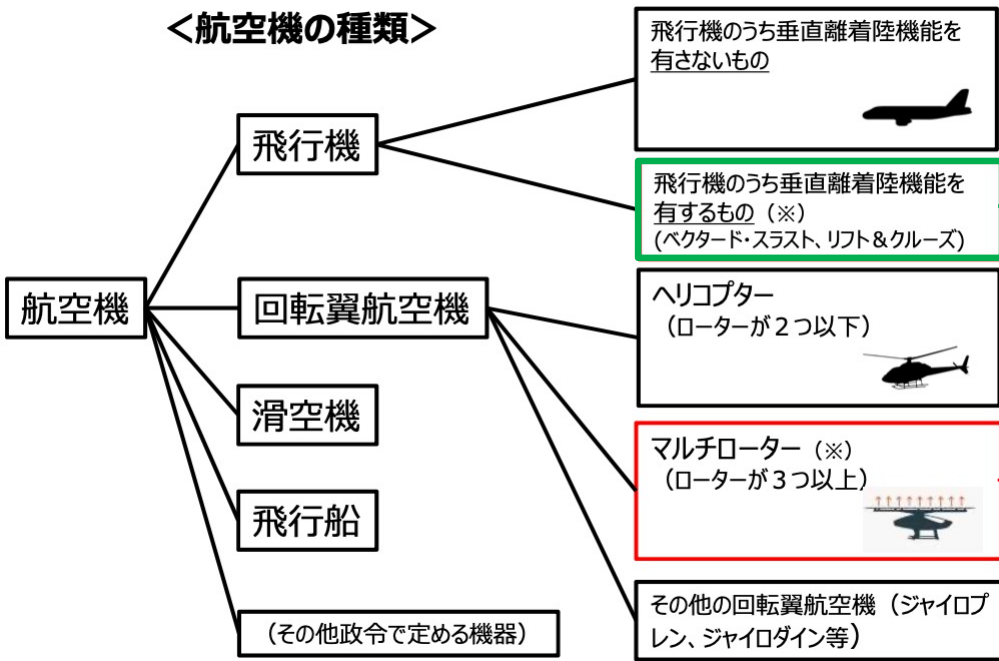 ＜航空機の種類＞
航空機
飛行機
回転翼航空機
滑空機
飛行船
（その他政令で定める機器）
飛行機のうち垂直離着陸機能を
有さないもの
飛行機のうち垂直離着陸機能を
有するもの（※）
(ベクタード・スラスト、リフト＆クルーズ)
ヘリコプター
（ローターが２つ以下）
マルチローター（※）
（ローターが３つ以上）
その他の回転翼航空機（ジャイロプ
レン、ジャイロダイン等）